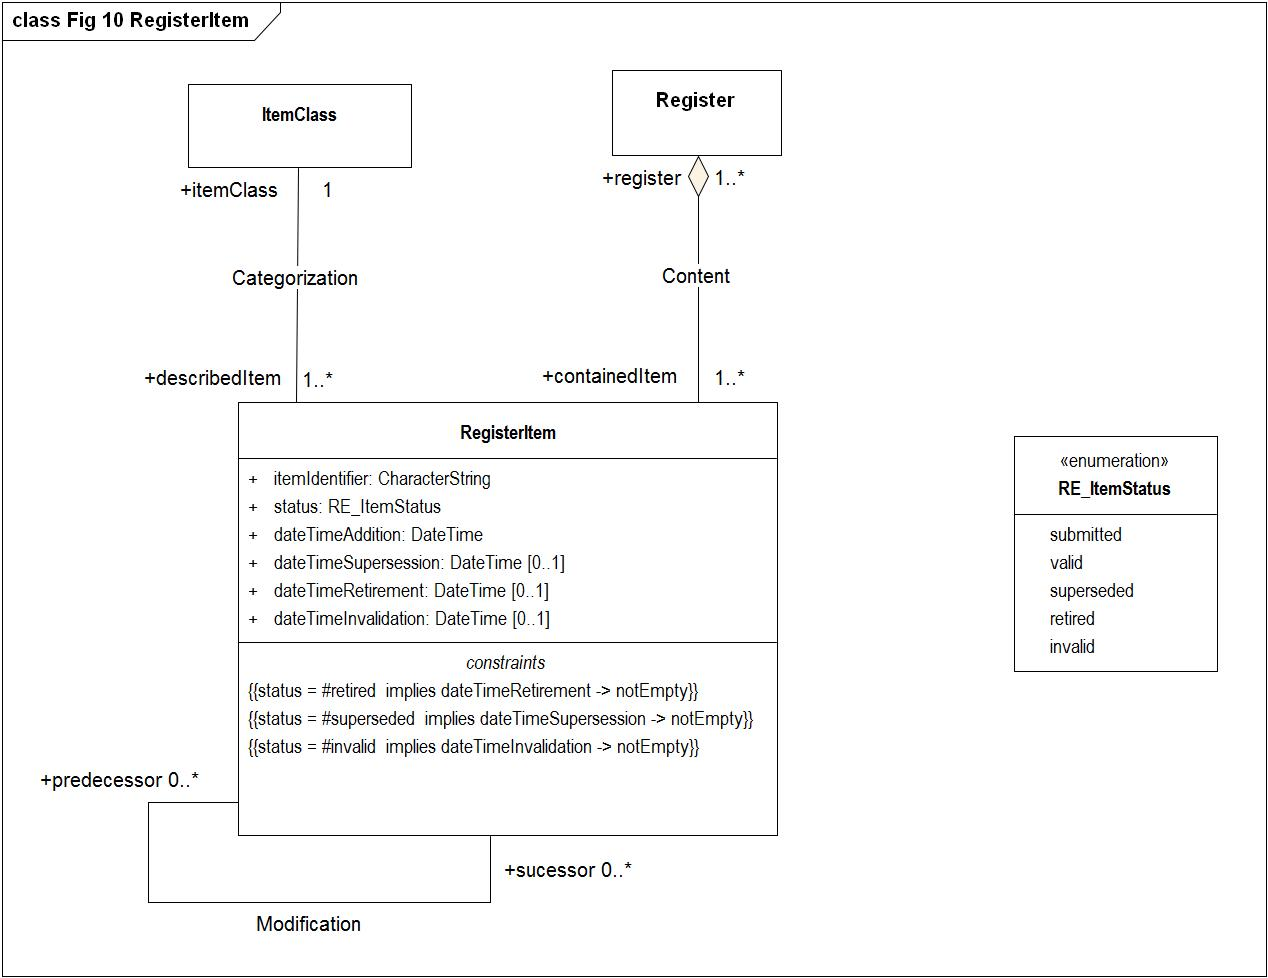 class Fig 10 RegisterItem
ItemClass
Register
+itemClass 1
+register 1..*
Categorization
Content
+describedItem 1..*
+containedItem 1..*
RegisterItem
+ itemIdentifier: CharacterString
+ status: RE_ItemStatus
+ dateTimeAddition: DateTime
+ dateTimeSupersession: DateTime [0..1]
+ dateTimeRetirement: DateTime [0..1]
+ dateTimeInvalidation: DateTime [0..1]
constraints
{{status = #retired implies dateTimeRetirement -> notEmpty}}
{{status = #superseded implies dateTimeSupersession -> notEmpty}}
{{status = #invalid implies dateTimeInvalidation -> notEmpty}}
+predecessor 0..*
+sucessor 0..*
Modification
«enumeration»
RE_ItemStatus
submitted
valid
superseded
retired
invalid